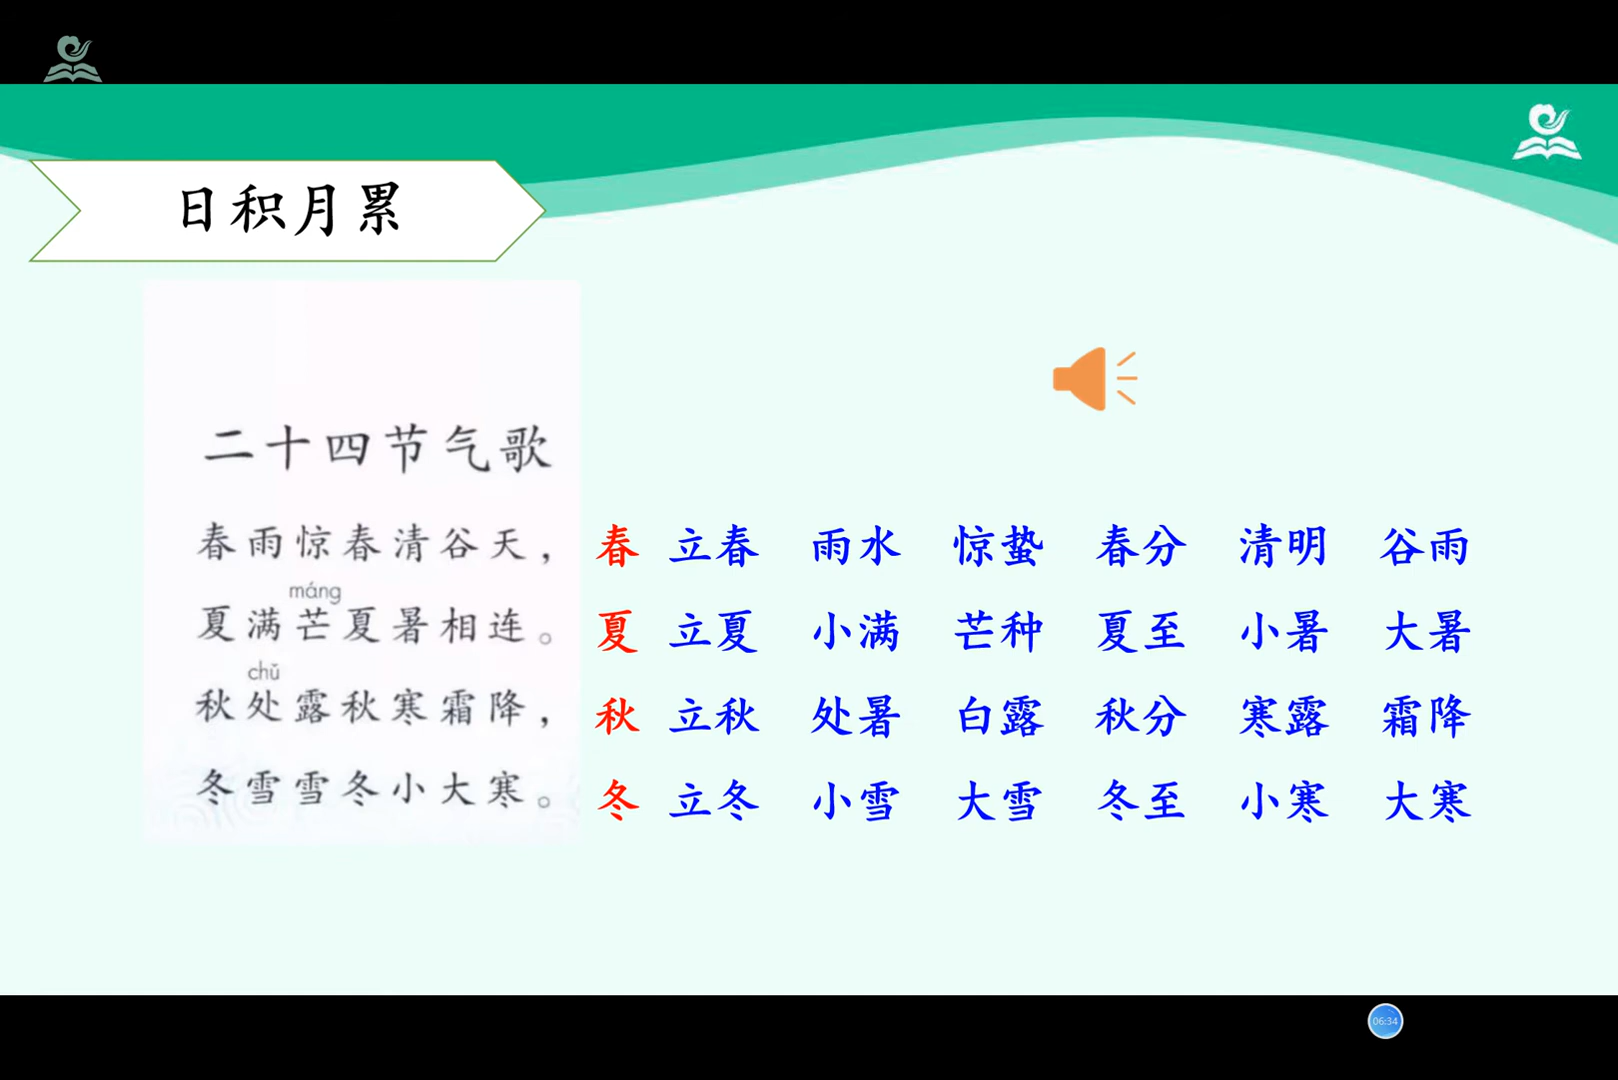 日积月累
二十四节气歌
春雨惊春清谷天，
máng
夏满芒夏暑相连。
chǔ
秋处露秋寒霜降，
冬雪雪冬小大寒。
春 立春 雨水 惊蛰 春分 清明 谷雨
夏 立夏 小满 芒种 夏至 小暑 大暑
秋 立秋 处暑 白露 秋分 寒露 霜降
冬 立冬 小雪 大雪 冬至 小寒 大寒
06:34